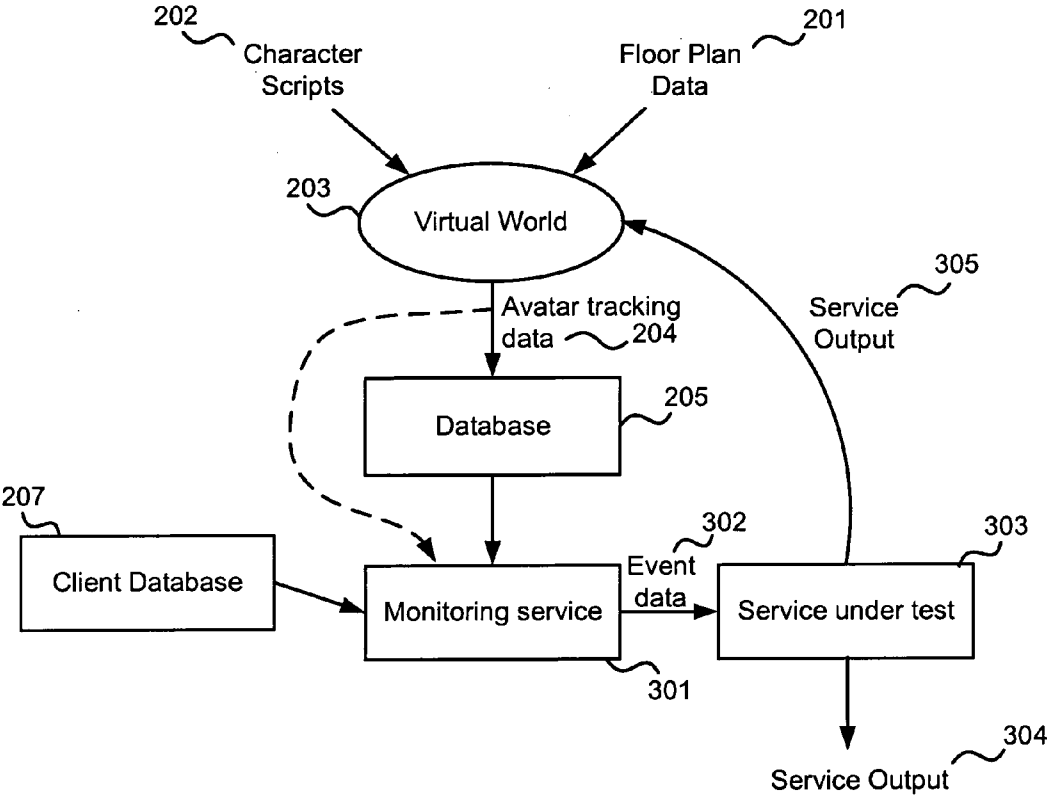 202
Character
Scripts
Floor Plan
Data
201
203
Virtual World
Avatar tracking
data
204
305
Service
Output
205
Database
207
Client Database
302
Event
data
303
Monitoring service
Service under test
301
304
Service Output